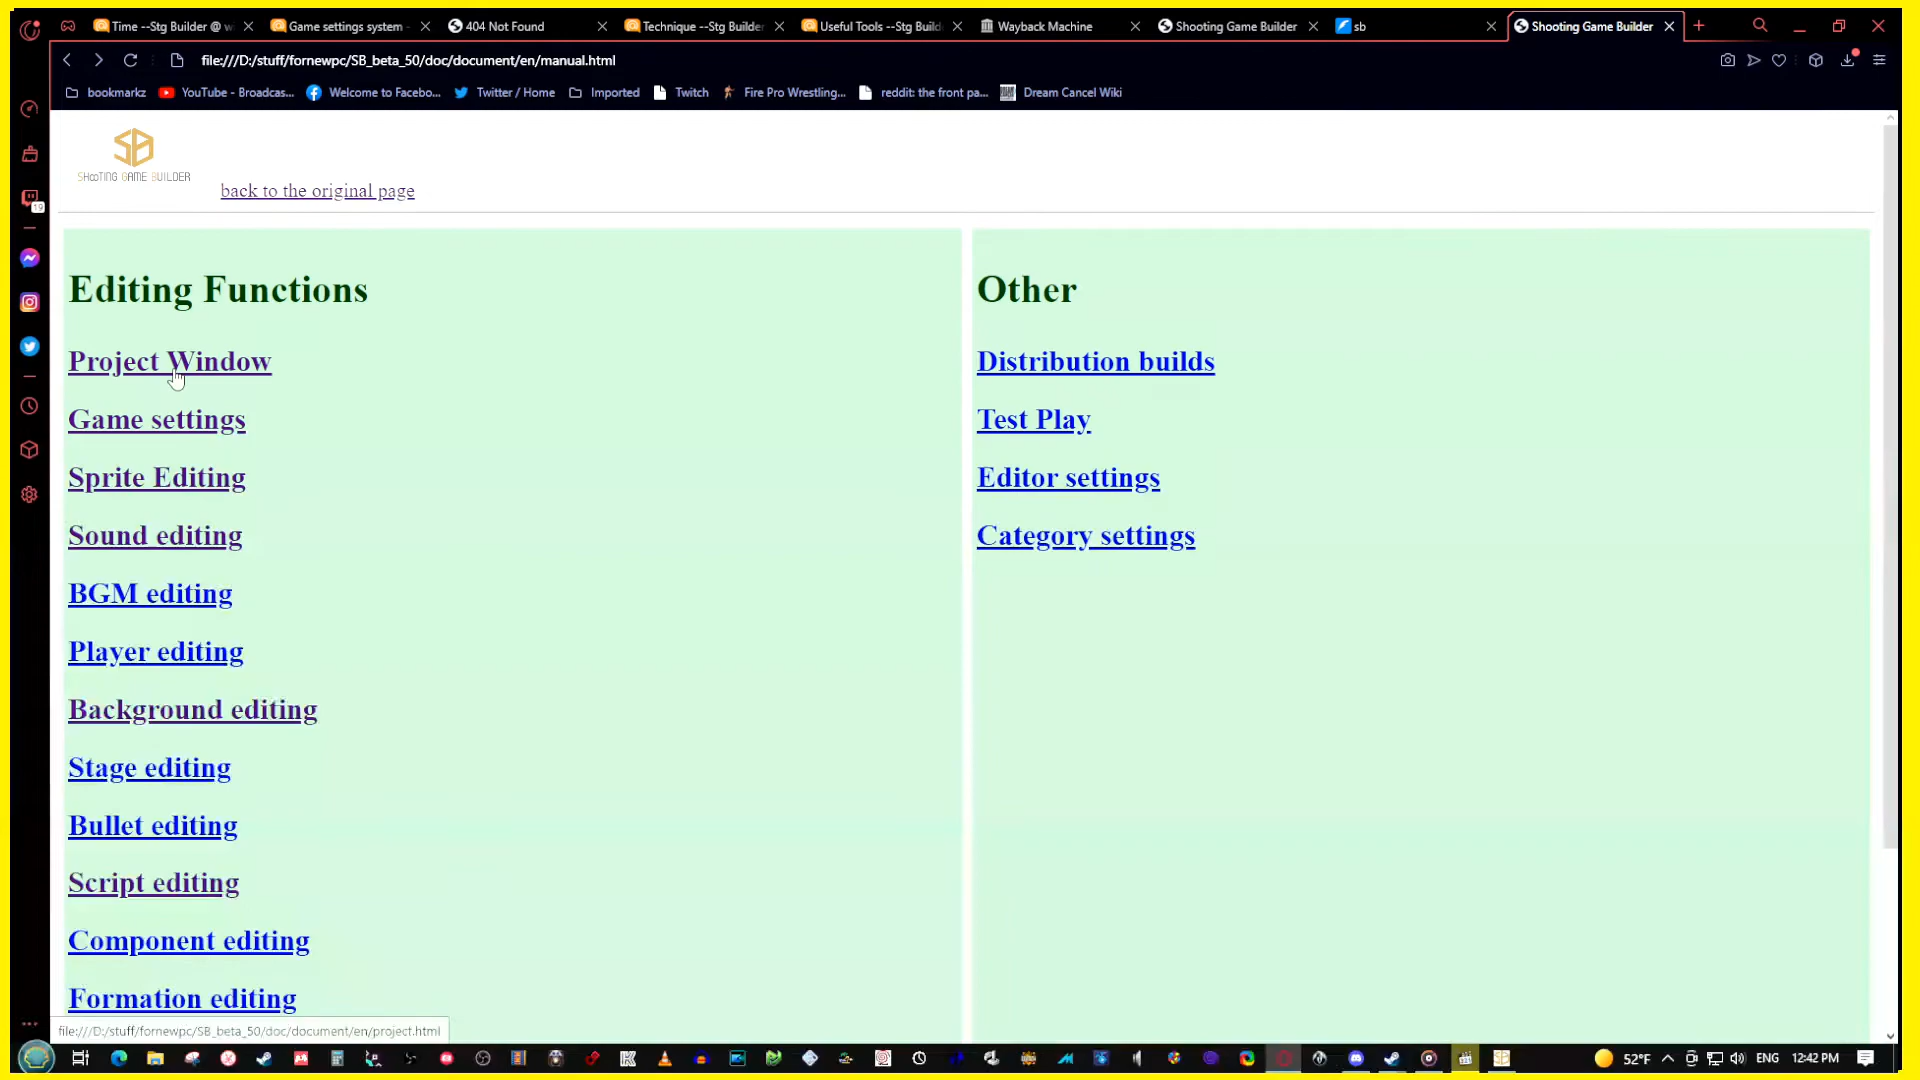 Time --Stg Builder @ w
Game settings system -
404 Not Found
Technique --Stg Builder
Useful Tools --Stg Build
Wayback Machine
Shooting Game Builder
sb
Shooting Game Builder
file:///D:/stuff/fornewpc/SB_beta_50/doc/document/en/manual.html
bookmarkz
YouTube - Broadcas...
Welcome to Facebo...
Twitter / Home
Imported
Twitch
Fire Pro Wrestling...
reddit: the front pa...
Dream Cancel Wiki
SB
SHOOTING GAME BUILDER
back to the original page
19
Editing Functions
Project Window
Game settings
Sprite Editing
Sound editing
BGM editing
Player editing
Background editing
Stage editing
Bullet editing
Script editing
Component editing
Formation editing
Other
Distribution builds
Test Play
Editor settings
Category settings
file:///D:/stuff/fornewpc/SB_beta_50/doc/document/en/project.html
52°F
ENG
12:42 PM